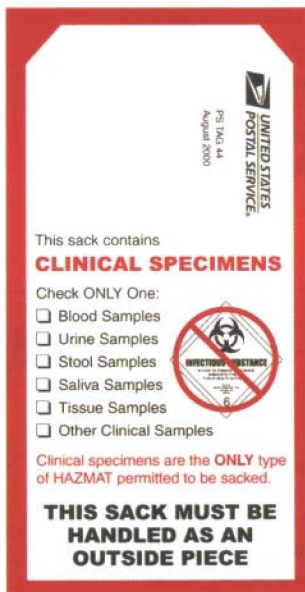 UNITED STATES
POSTAL SERVICE®
PS TAG 44
August 2000
This sack contains
CLINICAL SPECIMENS
Check ONLY One:
Blood Samples
Urine Samples
Stool Samples
Saliva Samples
Tissue Samples
Other Clinical Samples
INFECTIOUS SUBSTANCE
6
Clinical specimens are the ONLY type
of HAZMAT permitted to be sacked.
THIS SACK MUST BE
HANDLED AS AN
OUTSIDE PIECE